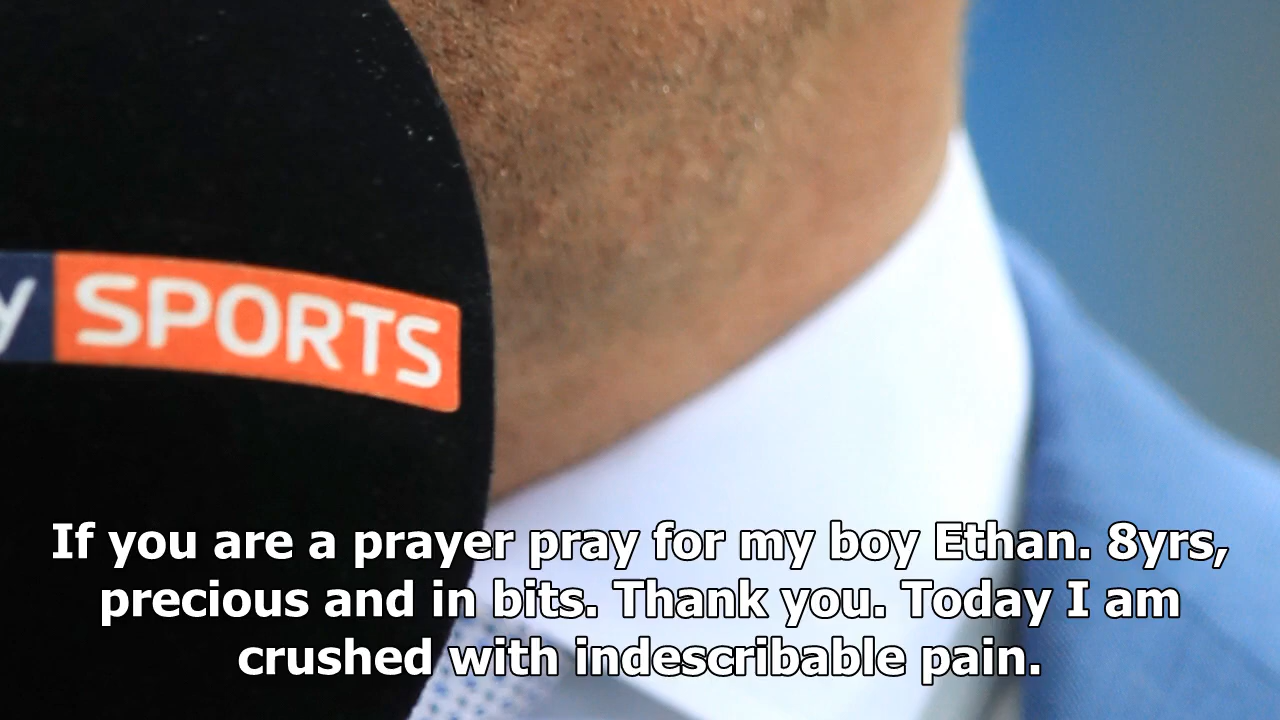 y SPORTS
If you are a prayer pray for my boy Ethan. 8yrs,
precious and in bits. Thank you. Today I am
crushed with indescribable pain.